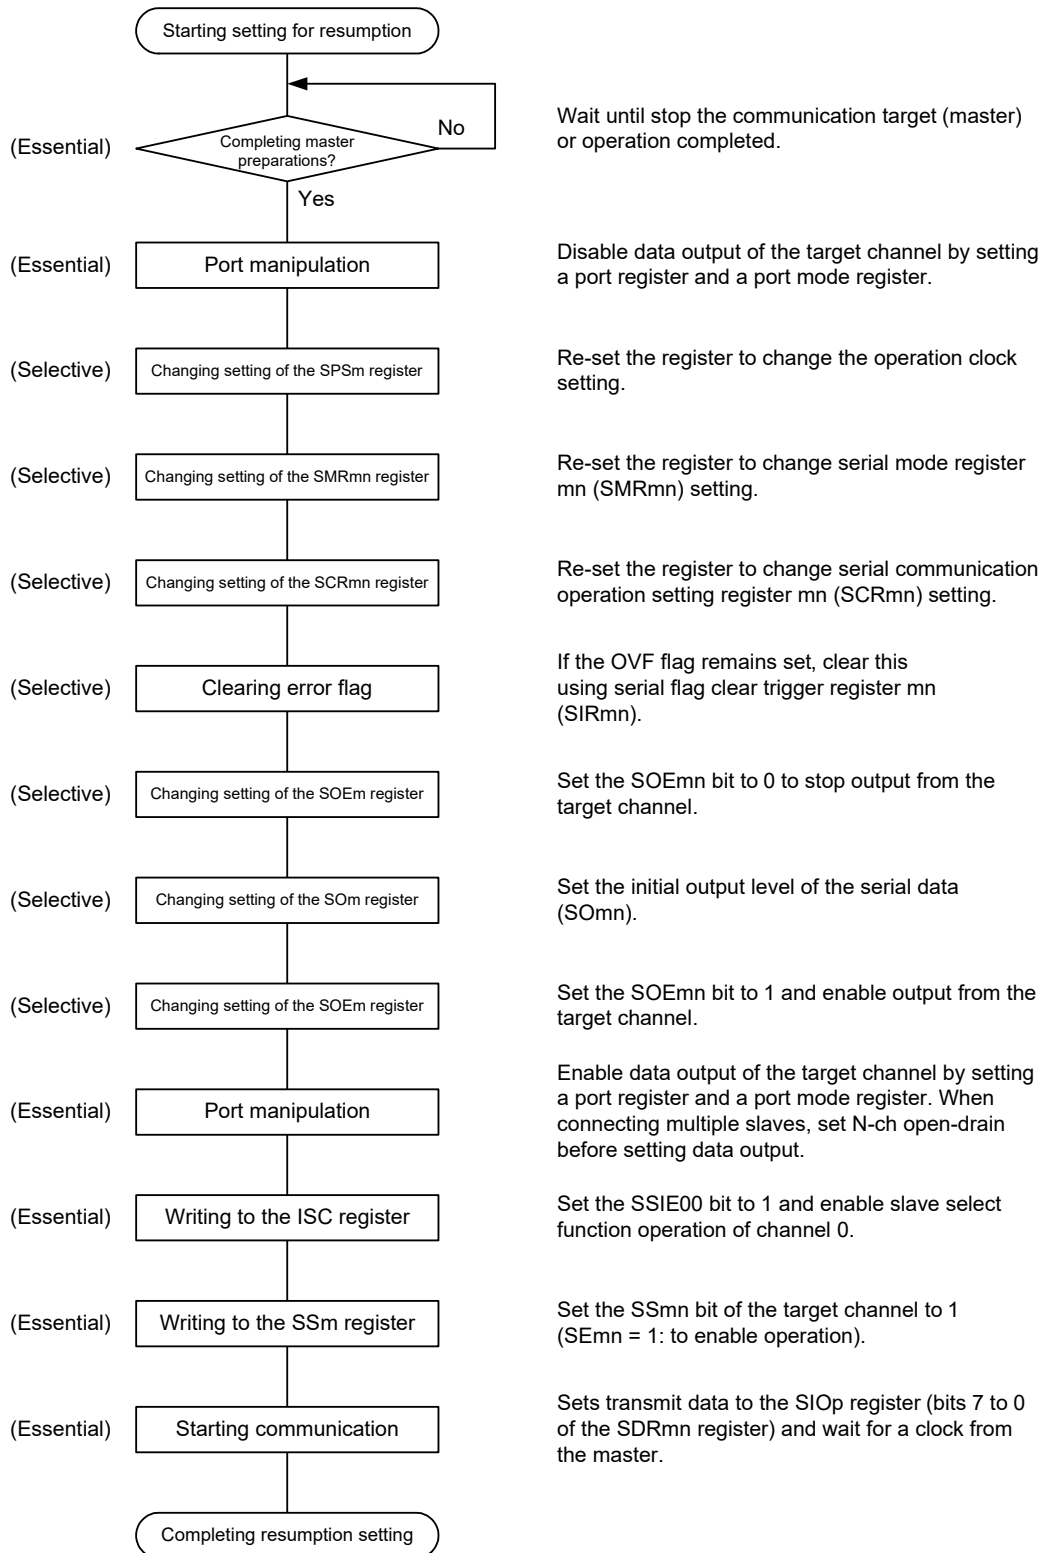 Starting setting for resumption
(Essential)
Completing master
preparations?
No
Yes
Wait until stop the communication target (master)
or operation completed.
(Essential)
Port manipulation
Disable data output of the target channel by setting
a port register and a port mode register.
(Selective)
Changing setting of the SPSm register
Re-set the register to change the operation clock
setting.
(Selective)
Changing setting of the SMRmn register
Re-set the register to change serial mode register
mn (SMRmn) setting.
(Selective)
Changing setting of the SCRmn register
Re-set the register to change serial communication
operation setting register mn (SCRmn) setting.
(Selective)
Clearing error flag
If the OVF flag remains set, clear this
using serial flag clear trigger register mn
(SIRmn).
(Selective)
Changing setting of the SOEm register
Set the SOEmn bit to 0 to stop output from the
target channel.
(Selective)
Changing setting of the SOm register
Set the initial output level of the serial data
(SOmn).
(Selective)
Changing setting of the SOEm register
Set the SOEmn bit to 1 and enable output from the
target channel.
(Essential)
Port manipulation
Enable data output of the target channel by setting
a port register and a port mode register. When
connecting multiple slaves, set N-ch open-drain
before setting data output.
(Essential)
Writing to the ISC register
Set the SSIE00 bit to 1 and enable slave select
function operation of channel 0.
(Essential)
Writing to the SSm register
Set the SSmn bit of the target channel to 1
(SEmn = 1: to enable operation).
(Essential)
Starting communication
Sets transmit data to the SIOp register (bits 7 to 0
of the SDRmn register) and wait for a clock from
the master.
Completing resumption setting